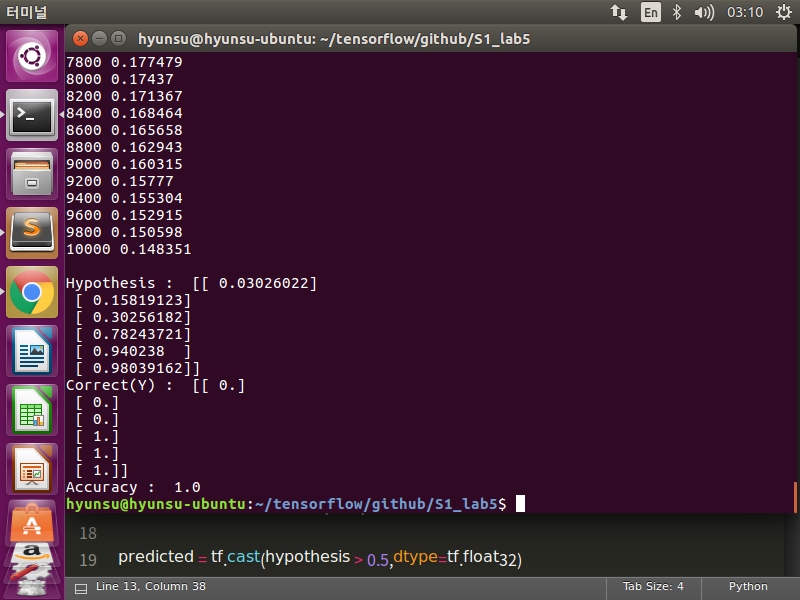 터미널 En 03:10
hyunsu@hyunsu-ubuntu: ~/tensorflow/github/S1_lab5
7800 0.177479
8000 0.17437
8200 0.171367
8400 0.168464
8600 0.165658
8800 0.162943
9000 0.160315
9200 0.15777
9400 0.155304
9600 0.152915
9800 0.150598
10000 0.148351
Hypothesis :  [[ 0.03026022]
 [ 0.15819123]
 [ 0.30256182]
 [ 0.78243721]
 [ 0.940238  ]
 [ 0.98039162]]
Correct(Y) :  [[ 0.]
 [ 0.]
 [ 0.]
 [ 1.]
 [ 1.]
 [ 1.]]
Accuracy :  1.0
hyunsu@hyunsu-ubuntu:~/tensorflow/github/S1_lab5$
18
19 predicted = tf.cast(hypothesis > 0.5,dtype=tf.float32)
Line 13, Column 38 Tab Size: 4 Python